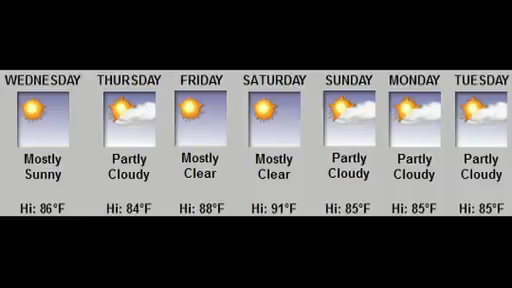 WEDNESDAY THURSDAY FRIDAY SATURDAY SUNDAY MONDAY TUESDAY
Mostly Sunny
Partly Cloudy
Mostly Clear
Mostly Clear
Partly Cloudy
Partly Cloudy
Partly Cloudy
Hi: 86°F Hi: 84°F Hi: 88°F Hi: 91°F Hi: 85°F Hi: 85°F Hi: 85°F